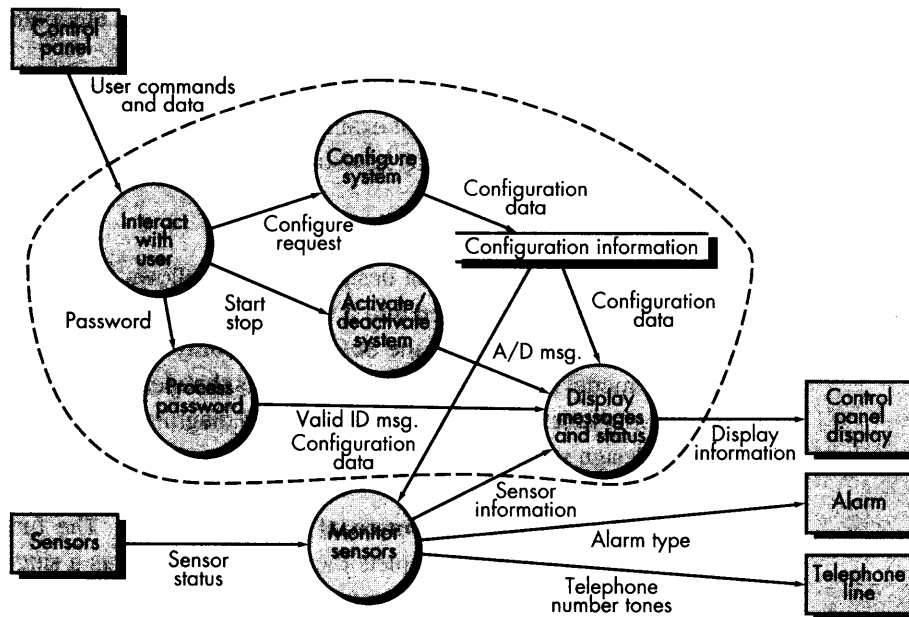 Control
panel
User commands
and data
Configure
system
Configuration
data
Interact
with
user
Configure
request
Configuration information
Password
Start
stop
Activate/
deactivate
system
Configuration
data
A/D msg.
Process
password
Valid ID msg.
Configuration
data
Display
messages
and status
Control
panel
display
Display
information
Sensor
information
Alarm
Sensors
Sensor
status
Monitor
sensors
Alarm type
Telephone
number tones
Telephone
line